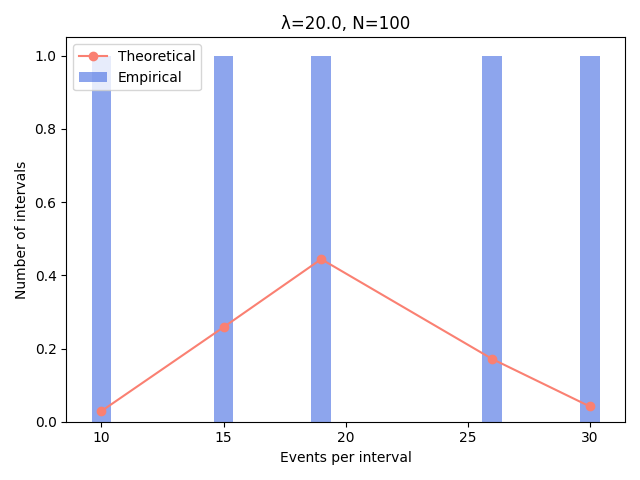 λ=20.0, N=100
Theoretical
Empirical
1.0
0.8
0.6
0.4
0.2
0.0
Number of intervals
10 15 20 25 30
Events per interval